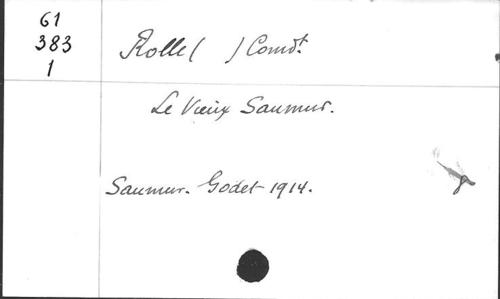 61
383
1
Rolle ( ) Comdt.
Le Vieux Saumur.
Saumur. Godet 1914.